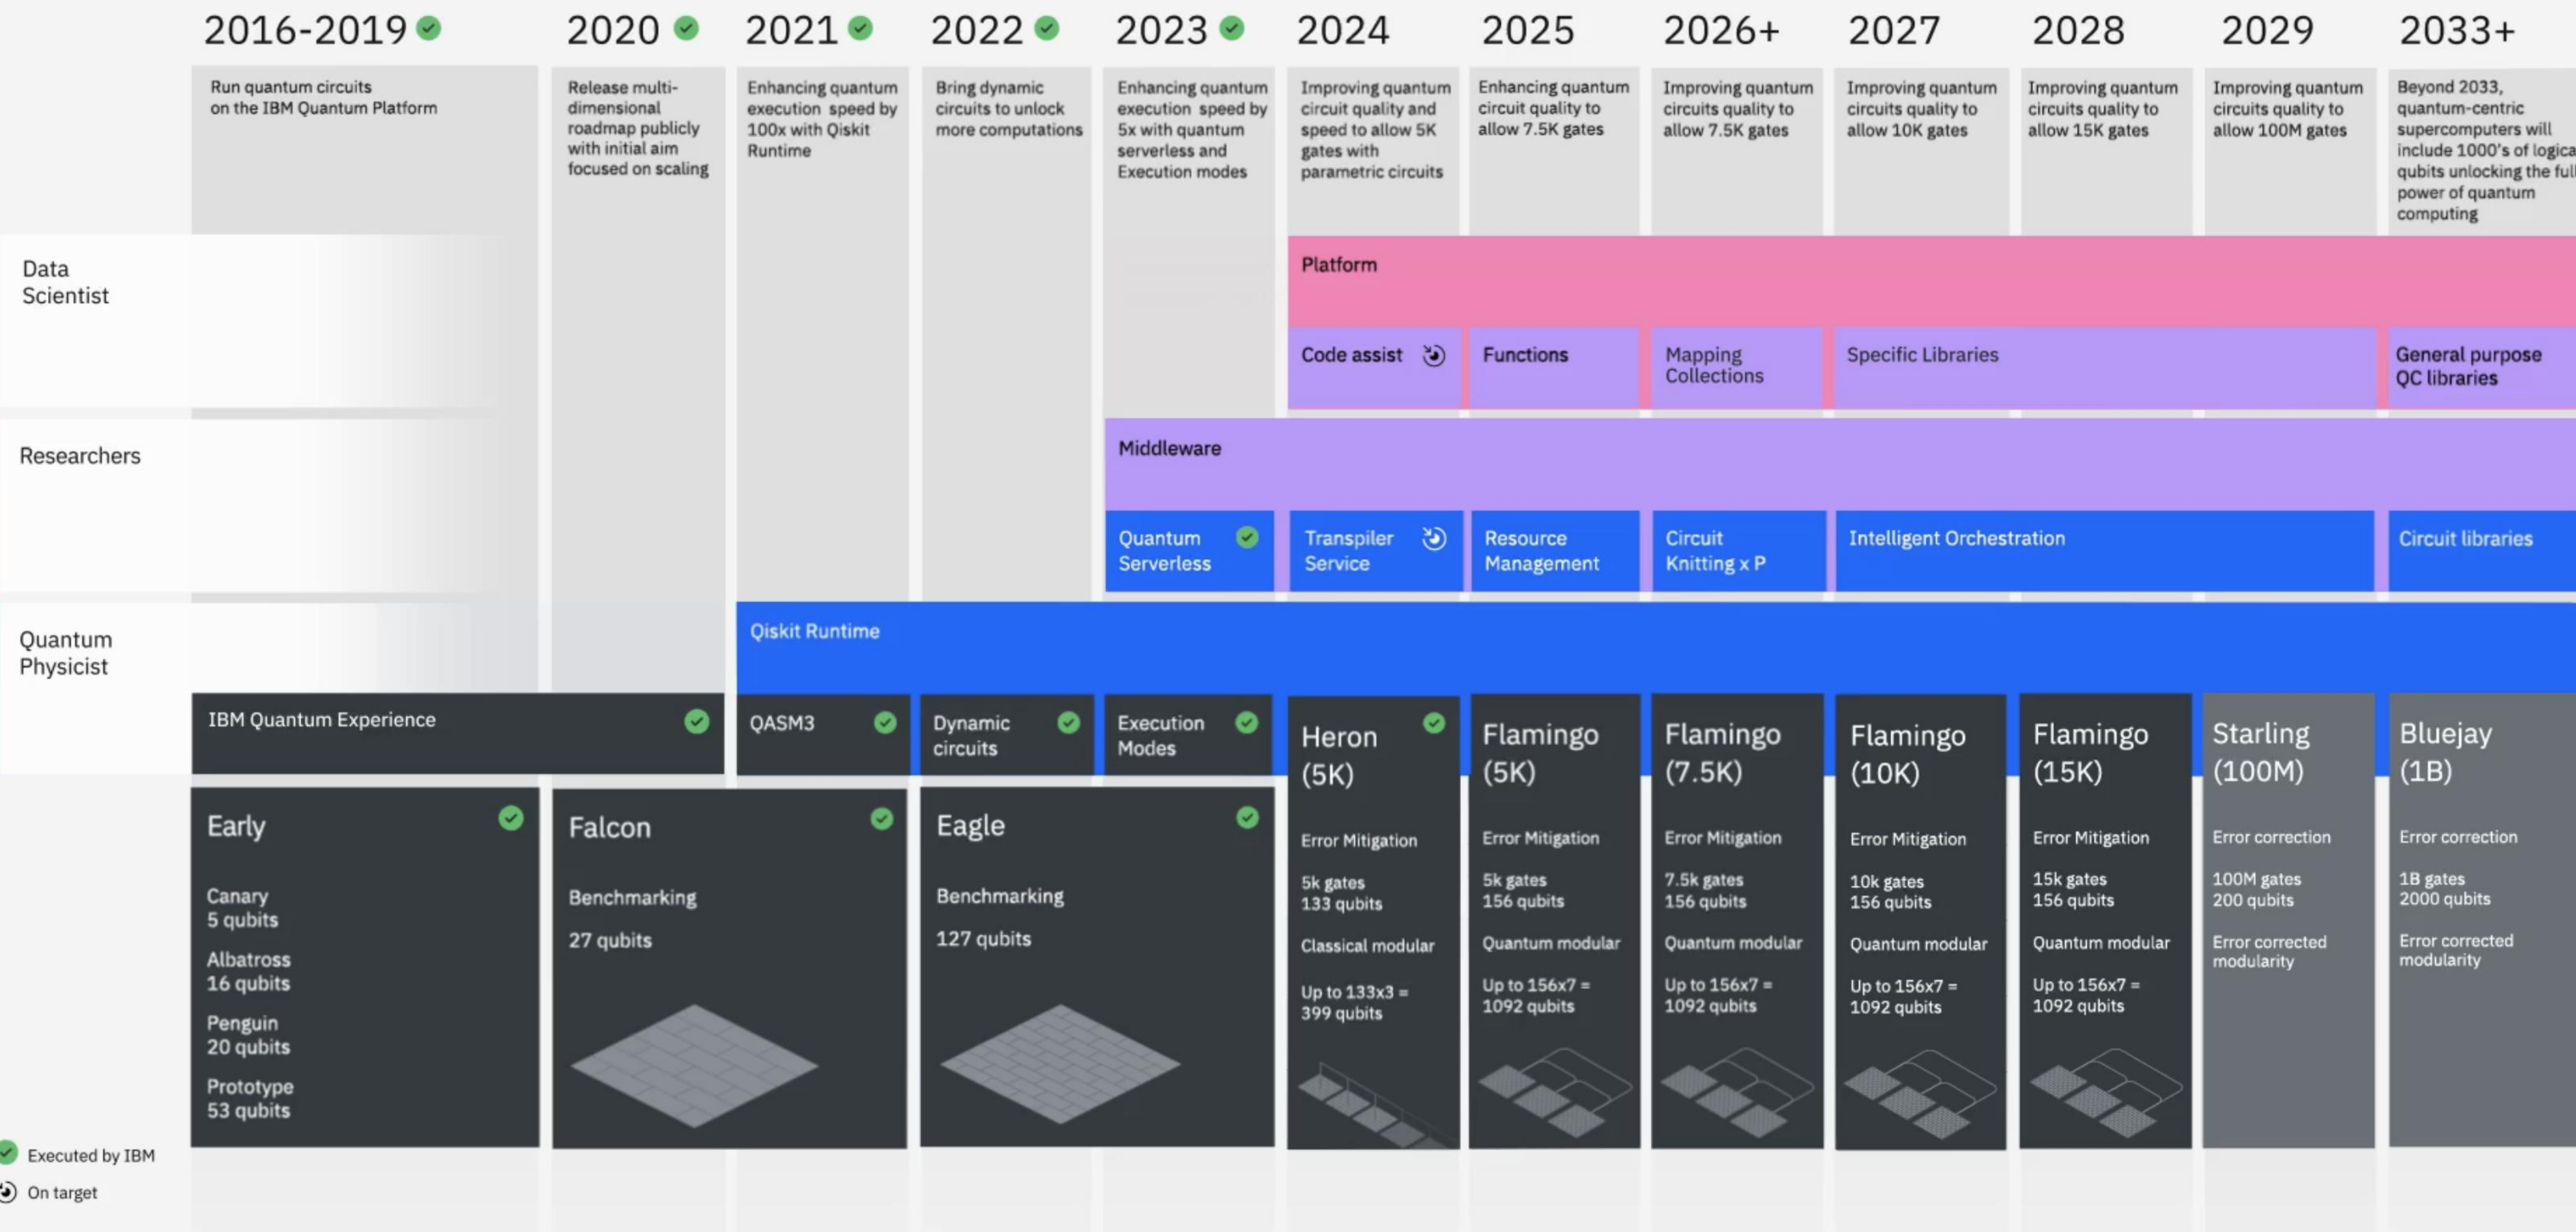 2016-2019
2020
2021
2022
2023
2024
2025
2026+
2027
2028
2029
2033+
Run quantum circuits
on the IBM Quantum Platform
Release multi-
dimensional
roadmap publicly
with initial aim
focused on scaling
Enhancing quantum
execution speed by
100x with Qiskit
Runtime
Bring dynamic
circuits to unlock
more computations
Enhancing quantum
execution speed by
5x with quantum
serverless and
Execution modes
Improving quantum
circuit quality and
speed to allow 5K
gates with
parametric circuits
Enhancing quantum
circuit quality to
allow 7.5K gates
Improving quantum
circuits quality to
allow 7.5K gates
Improving quantum
circuits quality to
allow 10K gates
Improving quantum
circuits quality to
allow 15K gates
Improving quantum
circuits quality to
allow 100M gates
Beyond 2033,
quantum-centric
supercomputers will
include 1000's of logica
qubits unlocking the full
power of quantum
computing
Data
Scientist
Platform
Code assist
Functions
Mapping
Collections
Specific Libraries
General purpose
QC libraries
Researchers
Middleware
Quantum
Serverless
Transpiler
Service
Resource
Management
Circuit
Knitting x P
Intelligent Orchestration
Circuit libraries
Quantum
Physicist
Qiskit Runtime
IBM Quantum Experience
QASM3
Dynamic
circuits
Execution
Modes
Early
Canary
5 qubits
Albatross
16 qubits
Penguin
20 qubits
Prototype
53 qubits
Falcon
Benchmarking
27 qubits
Eagle
Benchmarking
127 qubits
Heron
(5K)
Error Mitigation
5k gates
133 qubits
Classical modular
Up to 133x3 =
399 qubits
Flamingo
(5K)
Error Mitigation
5k gates
156 qubits
Quantum modular
Up to 156x7 =
1092 qubits
Flamingo
(7.5K)
Error Mitigation
7.5k gates
156 qubits
Quantum modular
Up to 156x7 =
1092 qubits
Flamingo
(10K)
Error Mitigation
10k gates
156 qubits
Quantum modular
Up to 156x7 =
1092 qubits
Flamingo
(15K)
Error Mitigation
15k gates
156 qubits
Quantum modular
Up to 156x7 =
1092 qubits
Starling
(100M)
Error correction
100M gates
200 qubits
Error corrected
modularity
Bluejay
(1B)
Error correction
1B gates
2000 qubits
Error corrected
modularity
Executed by IBM
On target